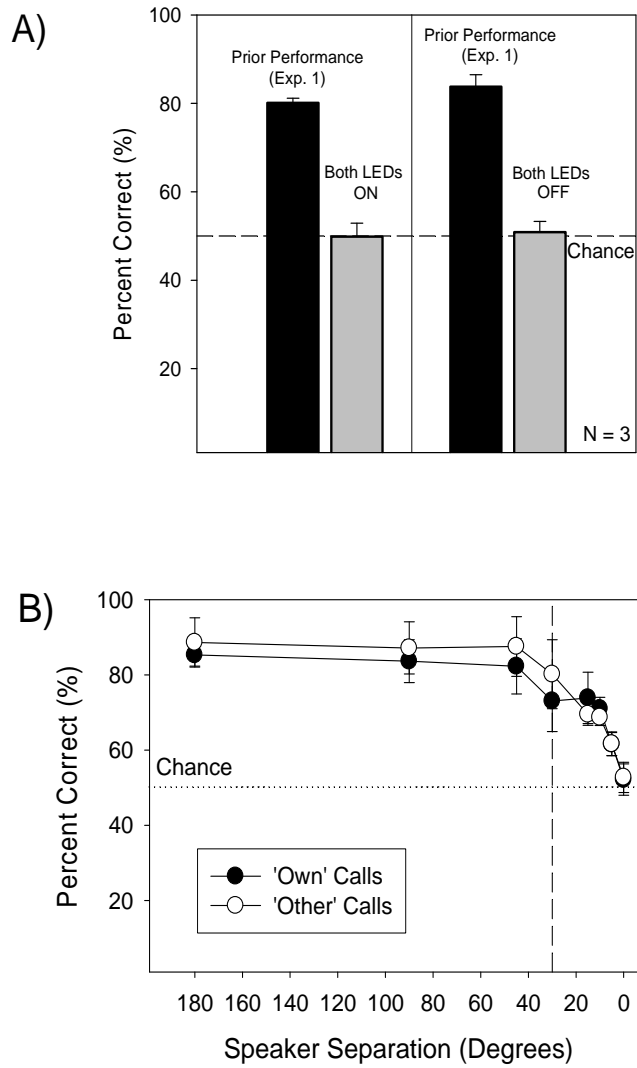 A)
Percent Correct (%)
100
80
60
40
20
Prior Performance
(Exp. 1)
Both LEDs
ON
Prior Performance
(Exp. 1)
Both LEDs
OFF
Chance
N = 3
B)
Percent Correct (%)
100
80
60
40
20
Chance
'Own' Calls
'Other' Calls
180 160 140 120 100 80 60 40 20 0
Speaker Separation (Degrees)